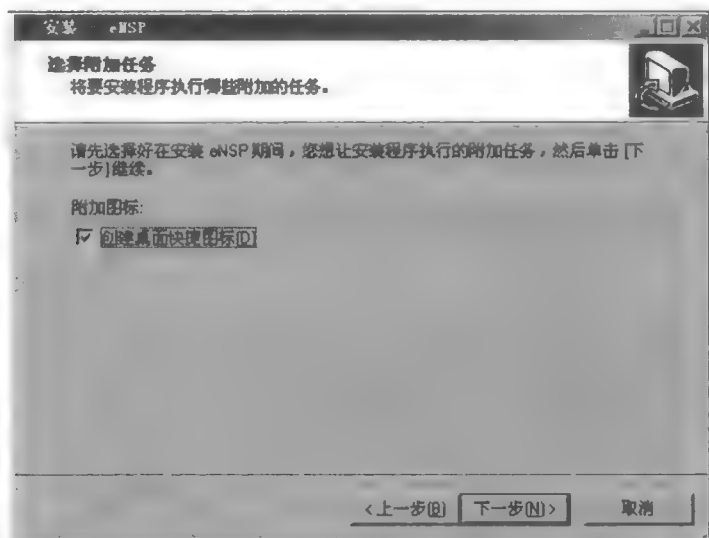 安装 - eNSP
选择附加任务
将要安装程序执行哪些附加的任务。
请先选择好在安装 eNSP 期间，您想让安装程序执行的附加任务，然后单击 [下
一步]继续。
附加图标:
创建桌面快捷图标(D)
<上一步(B) 下一步(N)> 取消